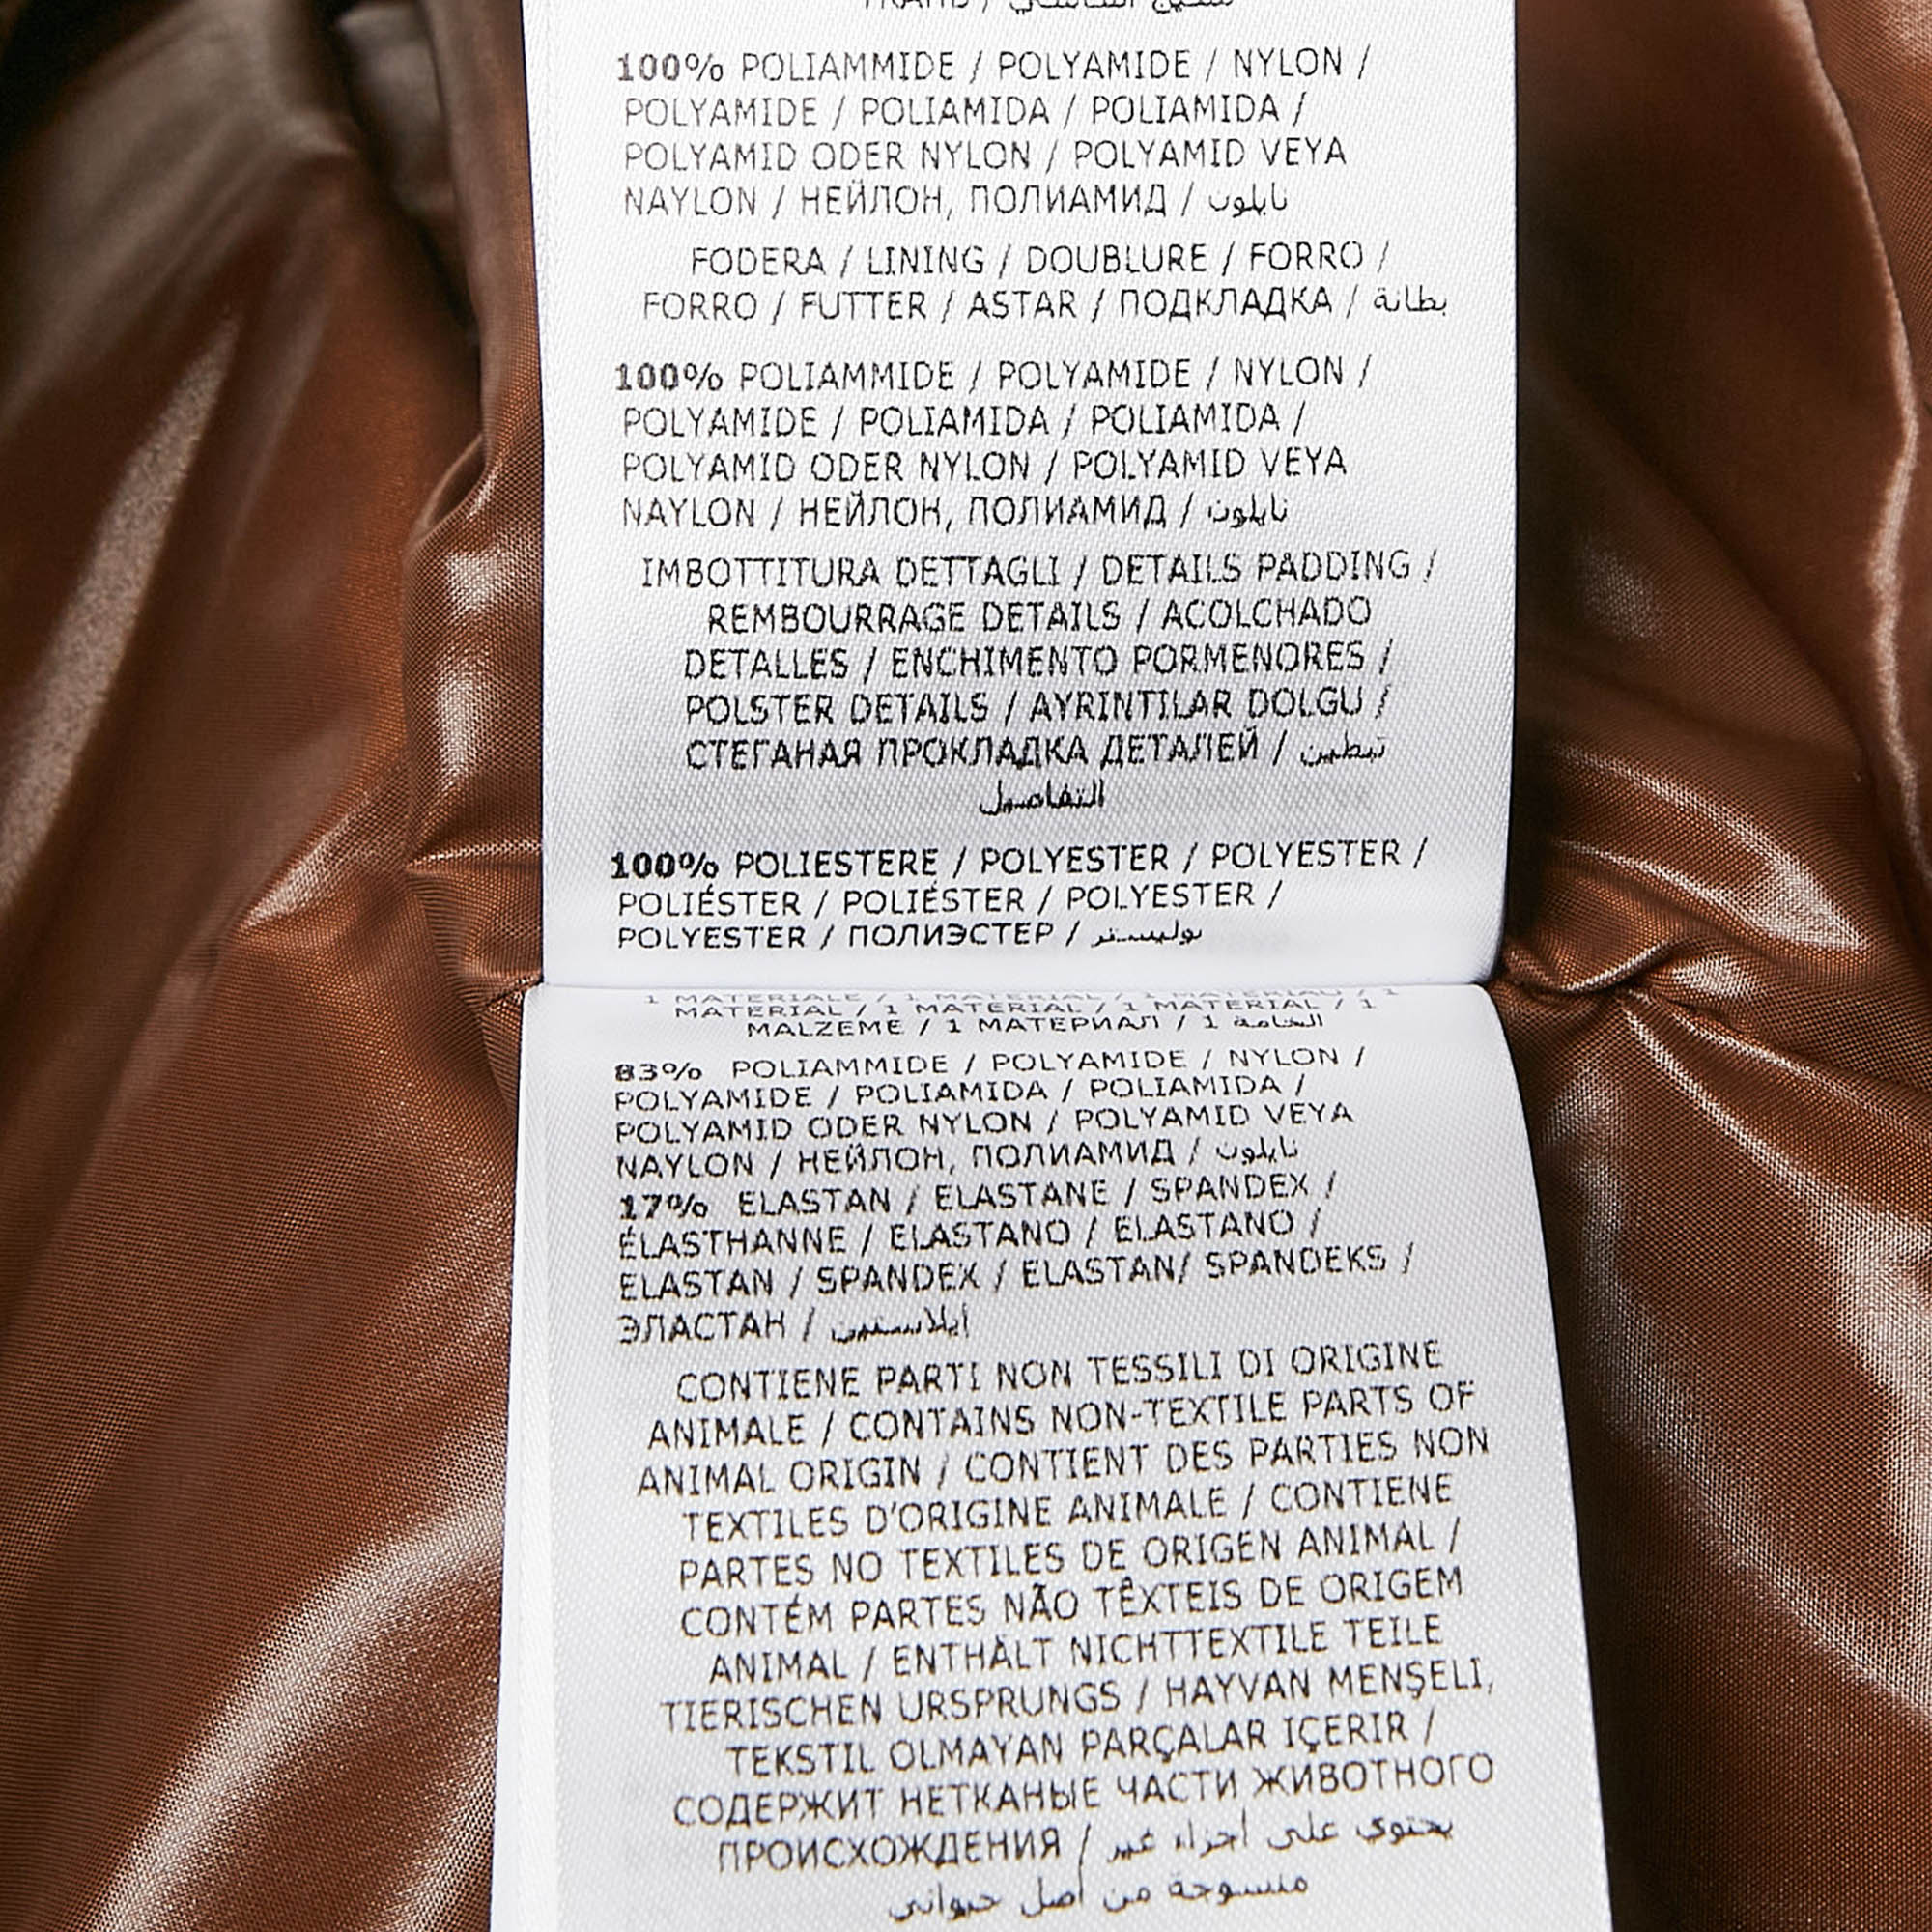 100% POLIAMMIDE / POLYAMIDE / NYLON /
POLYAMIDE / POLIAMIDA / POLIAMIDA /
POLYAMID ODER NYLON / POLYAMID VEYA
NAYLON / НЕЙЛОН, ПОЛИАМИД / نايلون
FODERA / LINING / DOUBLURE / FORRO /
FORRO / FUTTER / ASTAR / ПОДКЛАДКА / بطانة
100% POLIAMMIDE / POLYAMIDE / NYLON /
POLYAMIDE / POLIAMIDA / POLIAMIDA /
POLYAMID ODER NYLON / POLYAMID VEYA
NAYLON / НЕЙЛОН, ПОЛИАМИД / نايلون
IMBOTTITURA DETTAGLI / DETAILS PADDING /
REMBOURRAGE DETAILS / ACOLCHADO
DETALLES / ENCHIMENTO PORMENORES /
POLSTER DETAILS / AYRINTILAR DOLGU /
СТЕГАНАЯ ПРОКЛАДКА ДЕТАЛЕЙ / تبطين
التفاصيل
100% POLIESTERE / POLYESTER / POLYESTER /
POLIÉSTER / POLIÉSTER / POLYESTER /
POLYESTER / ПОЛИЭСТЕР / بوليستر
1 MATERIALE / 1 MATERIAL / 1 MATERIAU / 1
MATERIAL / 1 MATERIAL / 1 MATERIAL / 1
MALZEME / 1 МАТЕРИАЛ / 1 الخامة
83% POLIAMMIDE / POLYAMIDE / NYLON /
POLYAMIDE / POLIAMIDA / POLIAMIDA /
POLYAMID ODER NYLON / POLYAMID VEYA
NAYLON / НЕЙЛОН, ПОЛИАМИД / نايلون
17% ELASTAN / ELASTANE / SPANDEX /
ÉLASTHANNE / ELASTANO / ELASTANO /
ELASTAN / SPANDEX / ELASTAN/ SPANDEKS /
ЭЛАСТАН / ايلاستين
CONTIENE PARTI NON TESSILI DI ORIGINE
ANIMALE / CONTAINS NON-TEXTILE PARTS OF
ANIMAL ORIGIN / CONTIENT DES PARTIES NON
TEXTILES D'ORIGINE ANIMALE / CONTIENE
PARTES NO TEXTILES DE ORIGEN ANIMAL /
CONTÉM PARTES NÃO TÊXTEIS DE ORIGEM
ANIMAL / ENTHÄLT NICHTTEXTILE TEILE
TIERISCHEN URSPRUNGS / HAYVAN MENŞELI,
TEKSTIL OLMAYAN PARÇALAR IÇERIR /
СОДЕРЖИТ НЕТКАНЫЕ ЧАСТИ ЖИВОТНОГО
ПРОИСХОЖДЕНИЯ / يحتوي على أجزاء غير
منسوجة من أصل حيواني